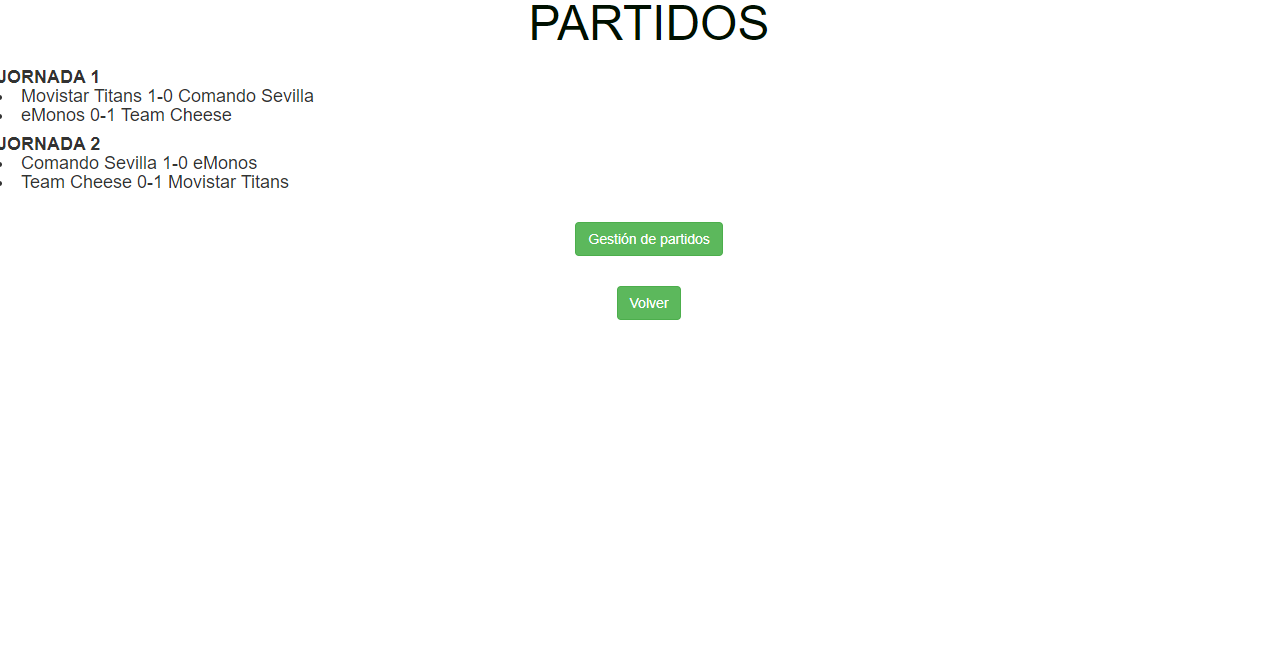 PARTIDOS
JORNADA 1
• Movistar Titans 1-0 Comando Sevilla
• eMonos 0-1 Team Cheese
JORNADA 2
• Comando Sevilla 1-0 eMonos
• Team Cheese 0-1 Movistar Titans
Gestión de partidos
Volver